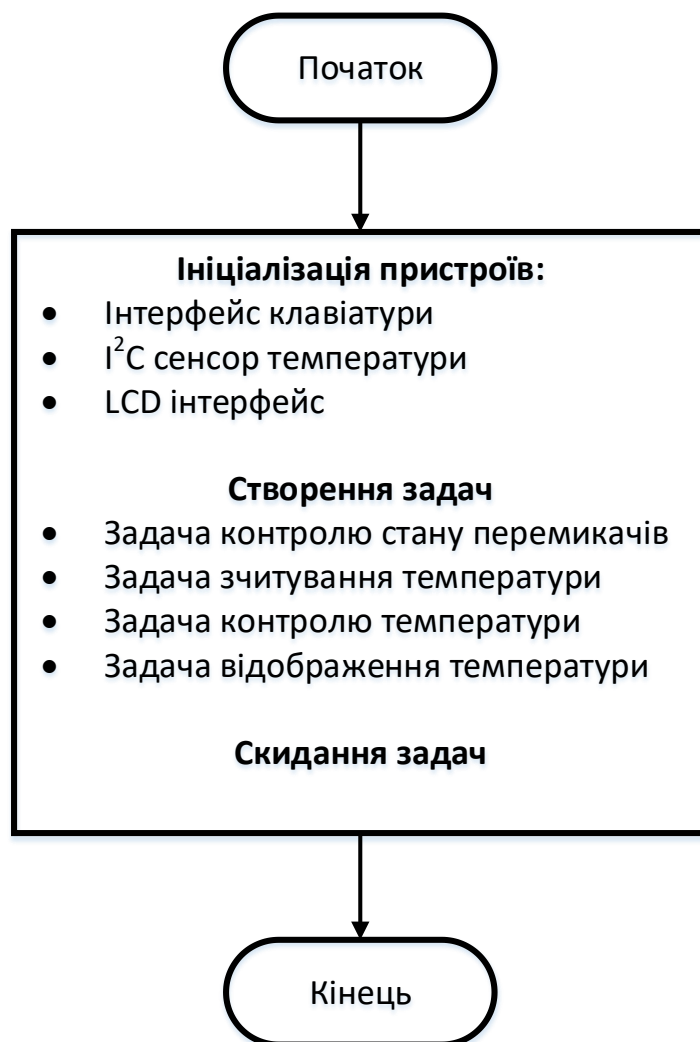 Початок
Ініціалізація пристроїв:
• Інтерфейс клавіатури
• I²C сенсор температури
• LCD інтерфейс
Створення задач
• Задача контролю стану перемикачів
• Задача зчитування температури
• Задача контролю температури
• Задача відображення температури
Скидання задач
Кінець